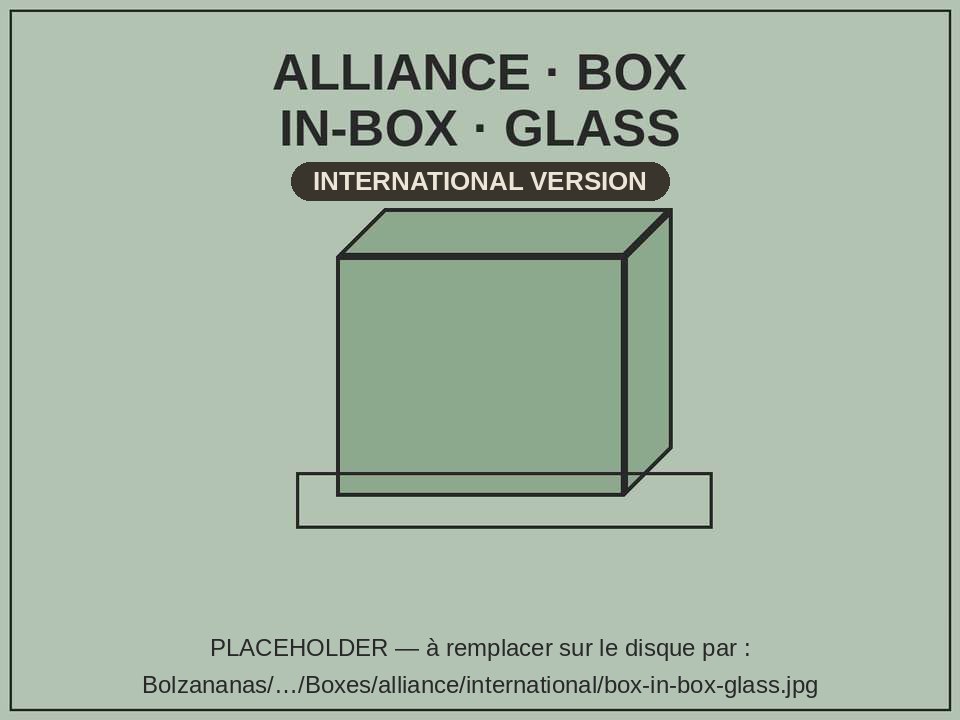 ALLIANCE · BOX
IN-BOX · GLASS
INTERNATIONAL VERSION
PLACEHOLDER — à remplacer sur le disque par :
Bolzananas/…/Boxes/alliance/international/box-in-box-glass.jpg